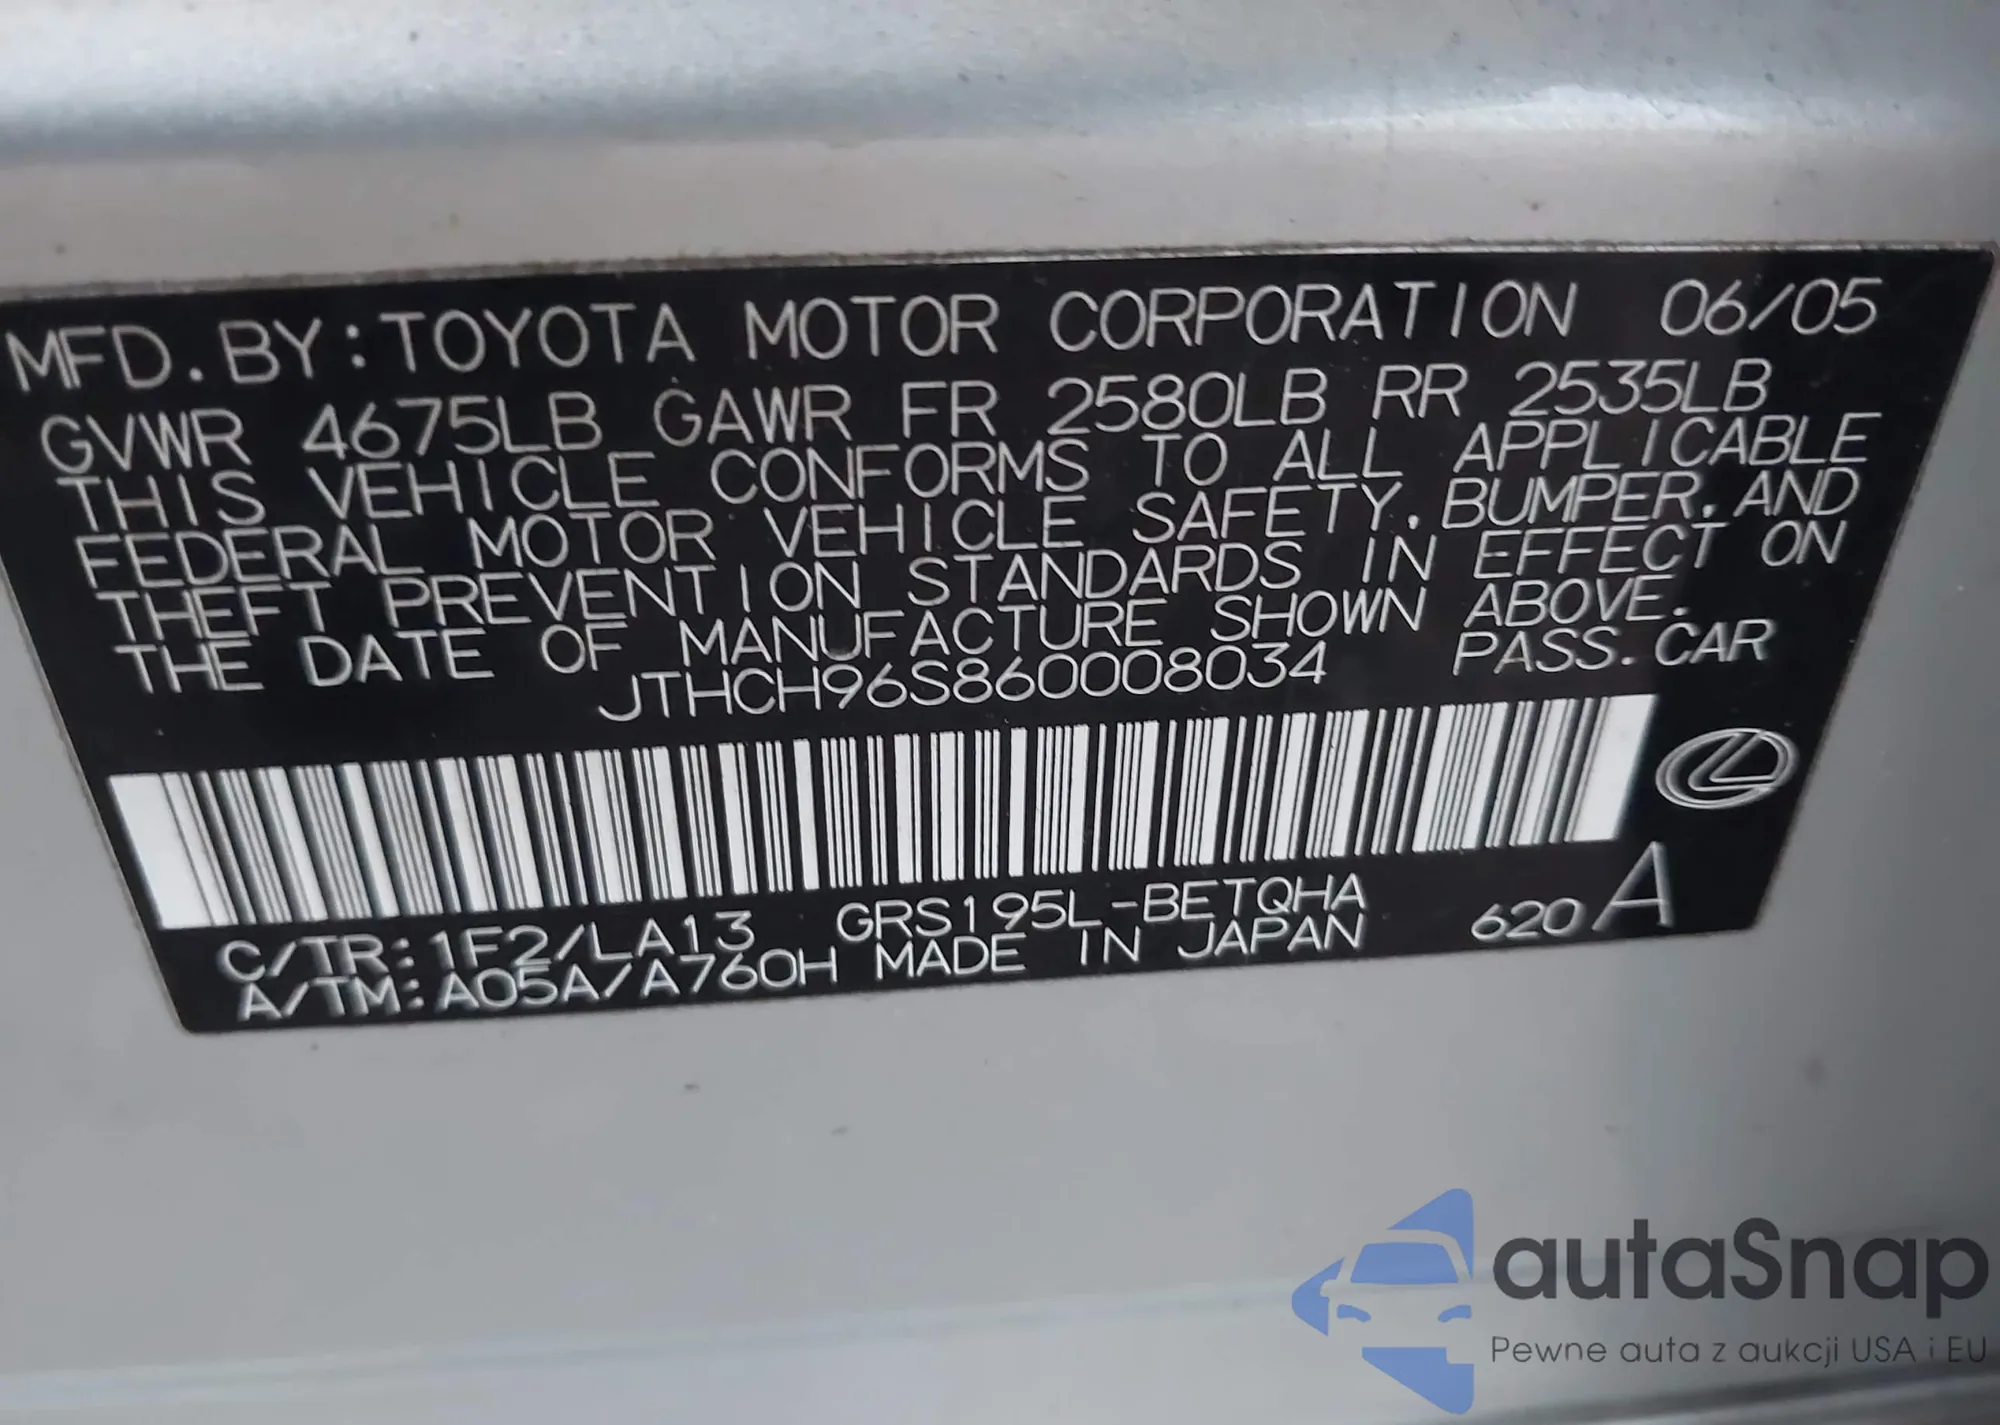 MFD. BY: TOYOTA MOTOR CORPORATION 06/05
GVWR 4675LB GAWR FR 2580LB RR 2535LB
THIS VEHICLE CONFORMS TO ALL APPLICABLE
FEDERAL MOTOR VEHICLE SAFETY, BUMPER, AND
THEFT PREVENTION STANDARDS IN EFFECT ON
THE DATE OF MANUFACTURE SHOWN ABOVE.
JTHCH96S860008034 PASS. CAR
C/TR: 1F2/LA13 GRS195L-BETQHA
A/TM: A05A/A760H MADE IN JAPAN 620A
autaSnap
Pewne auta z aukcji USA i EU